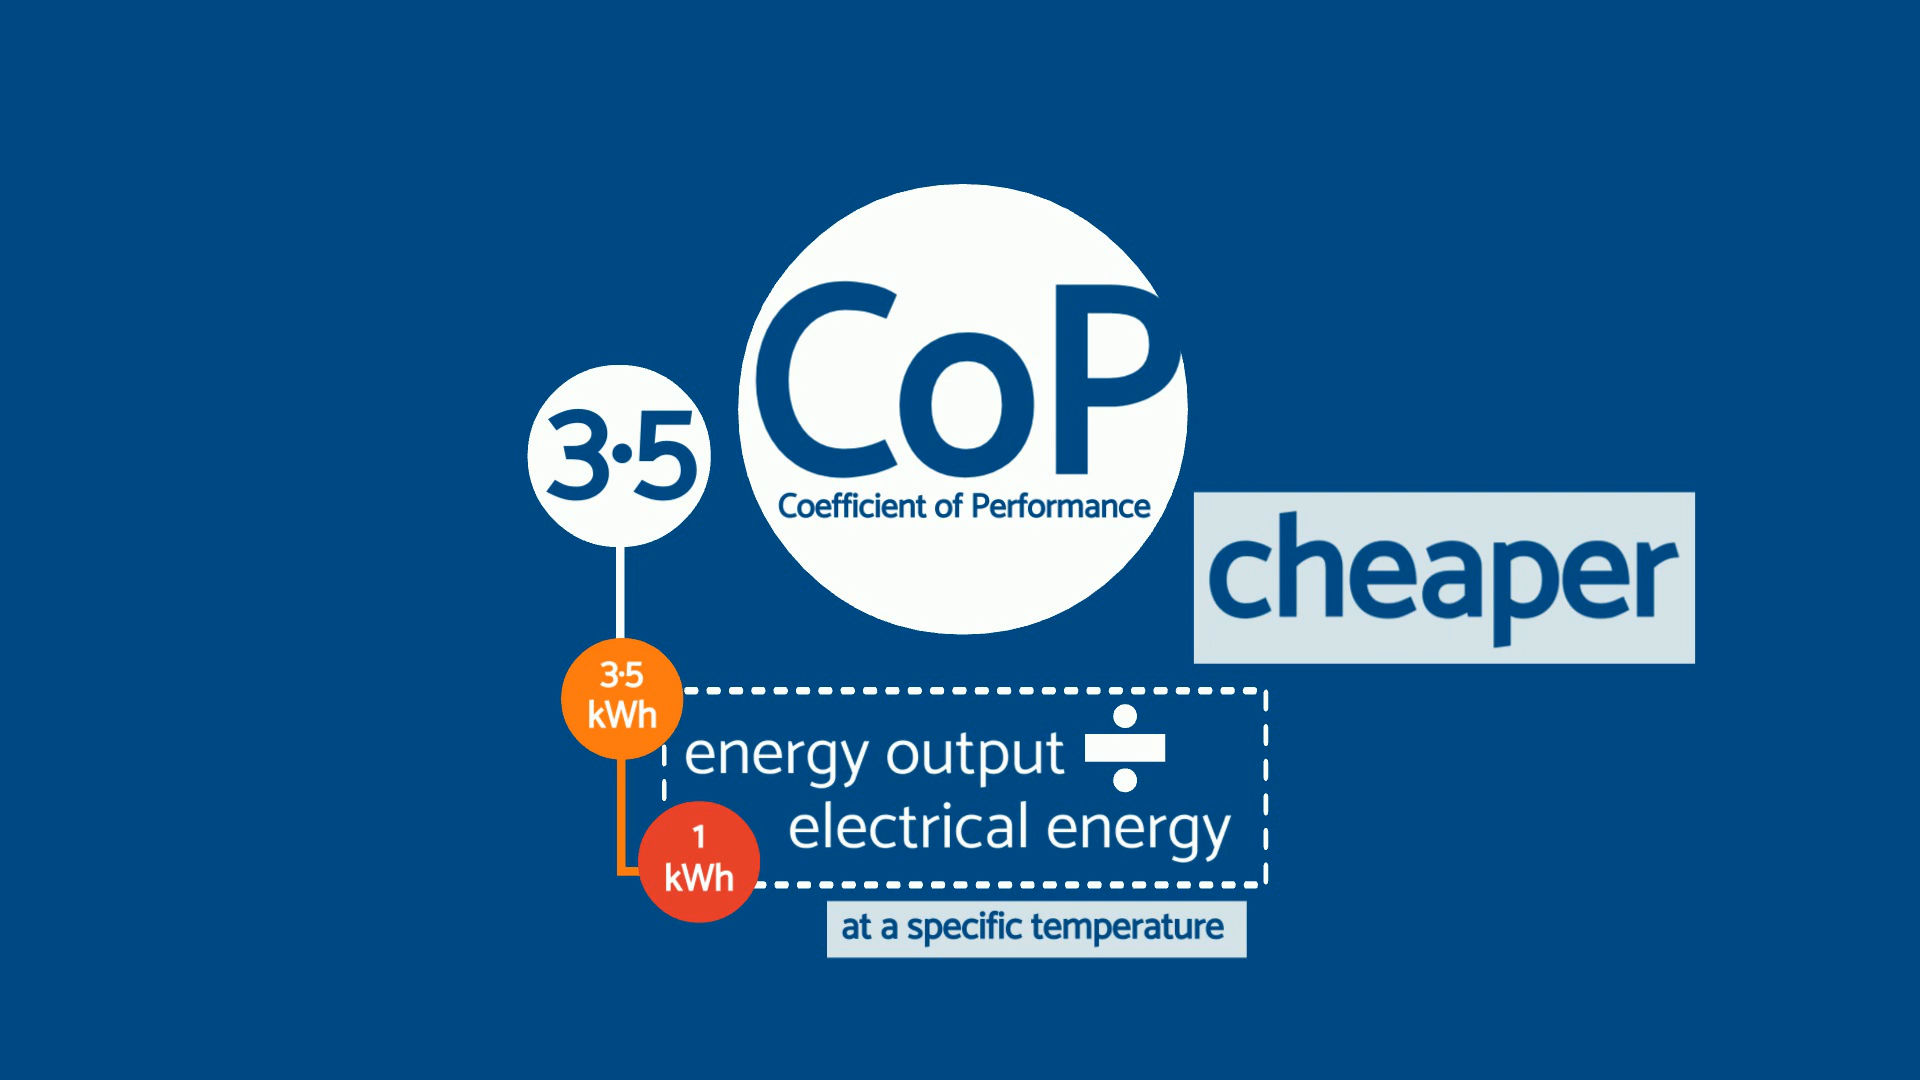 CoP
Coefficient of Performance
3·5
cheaper
3·5
kWh
energy output ÷
electrical energy
1
kWh
at a specific temperature